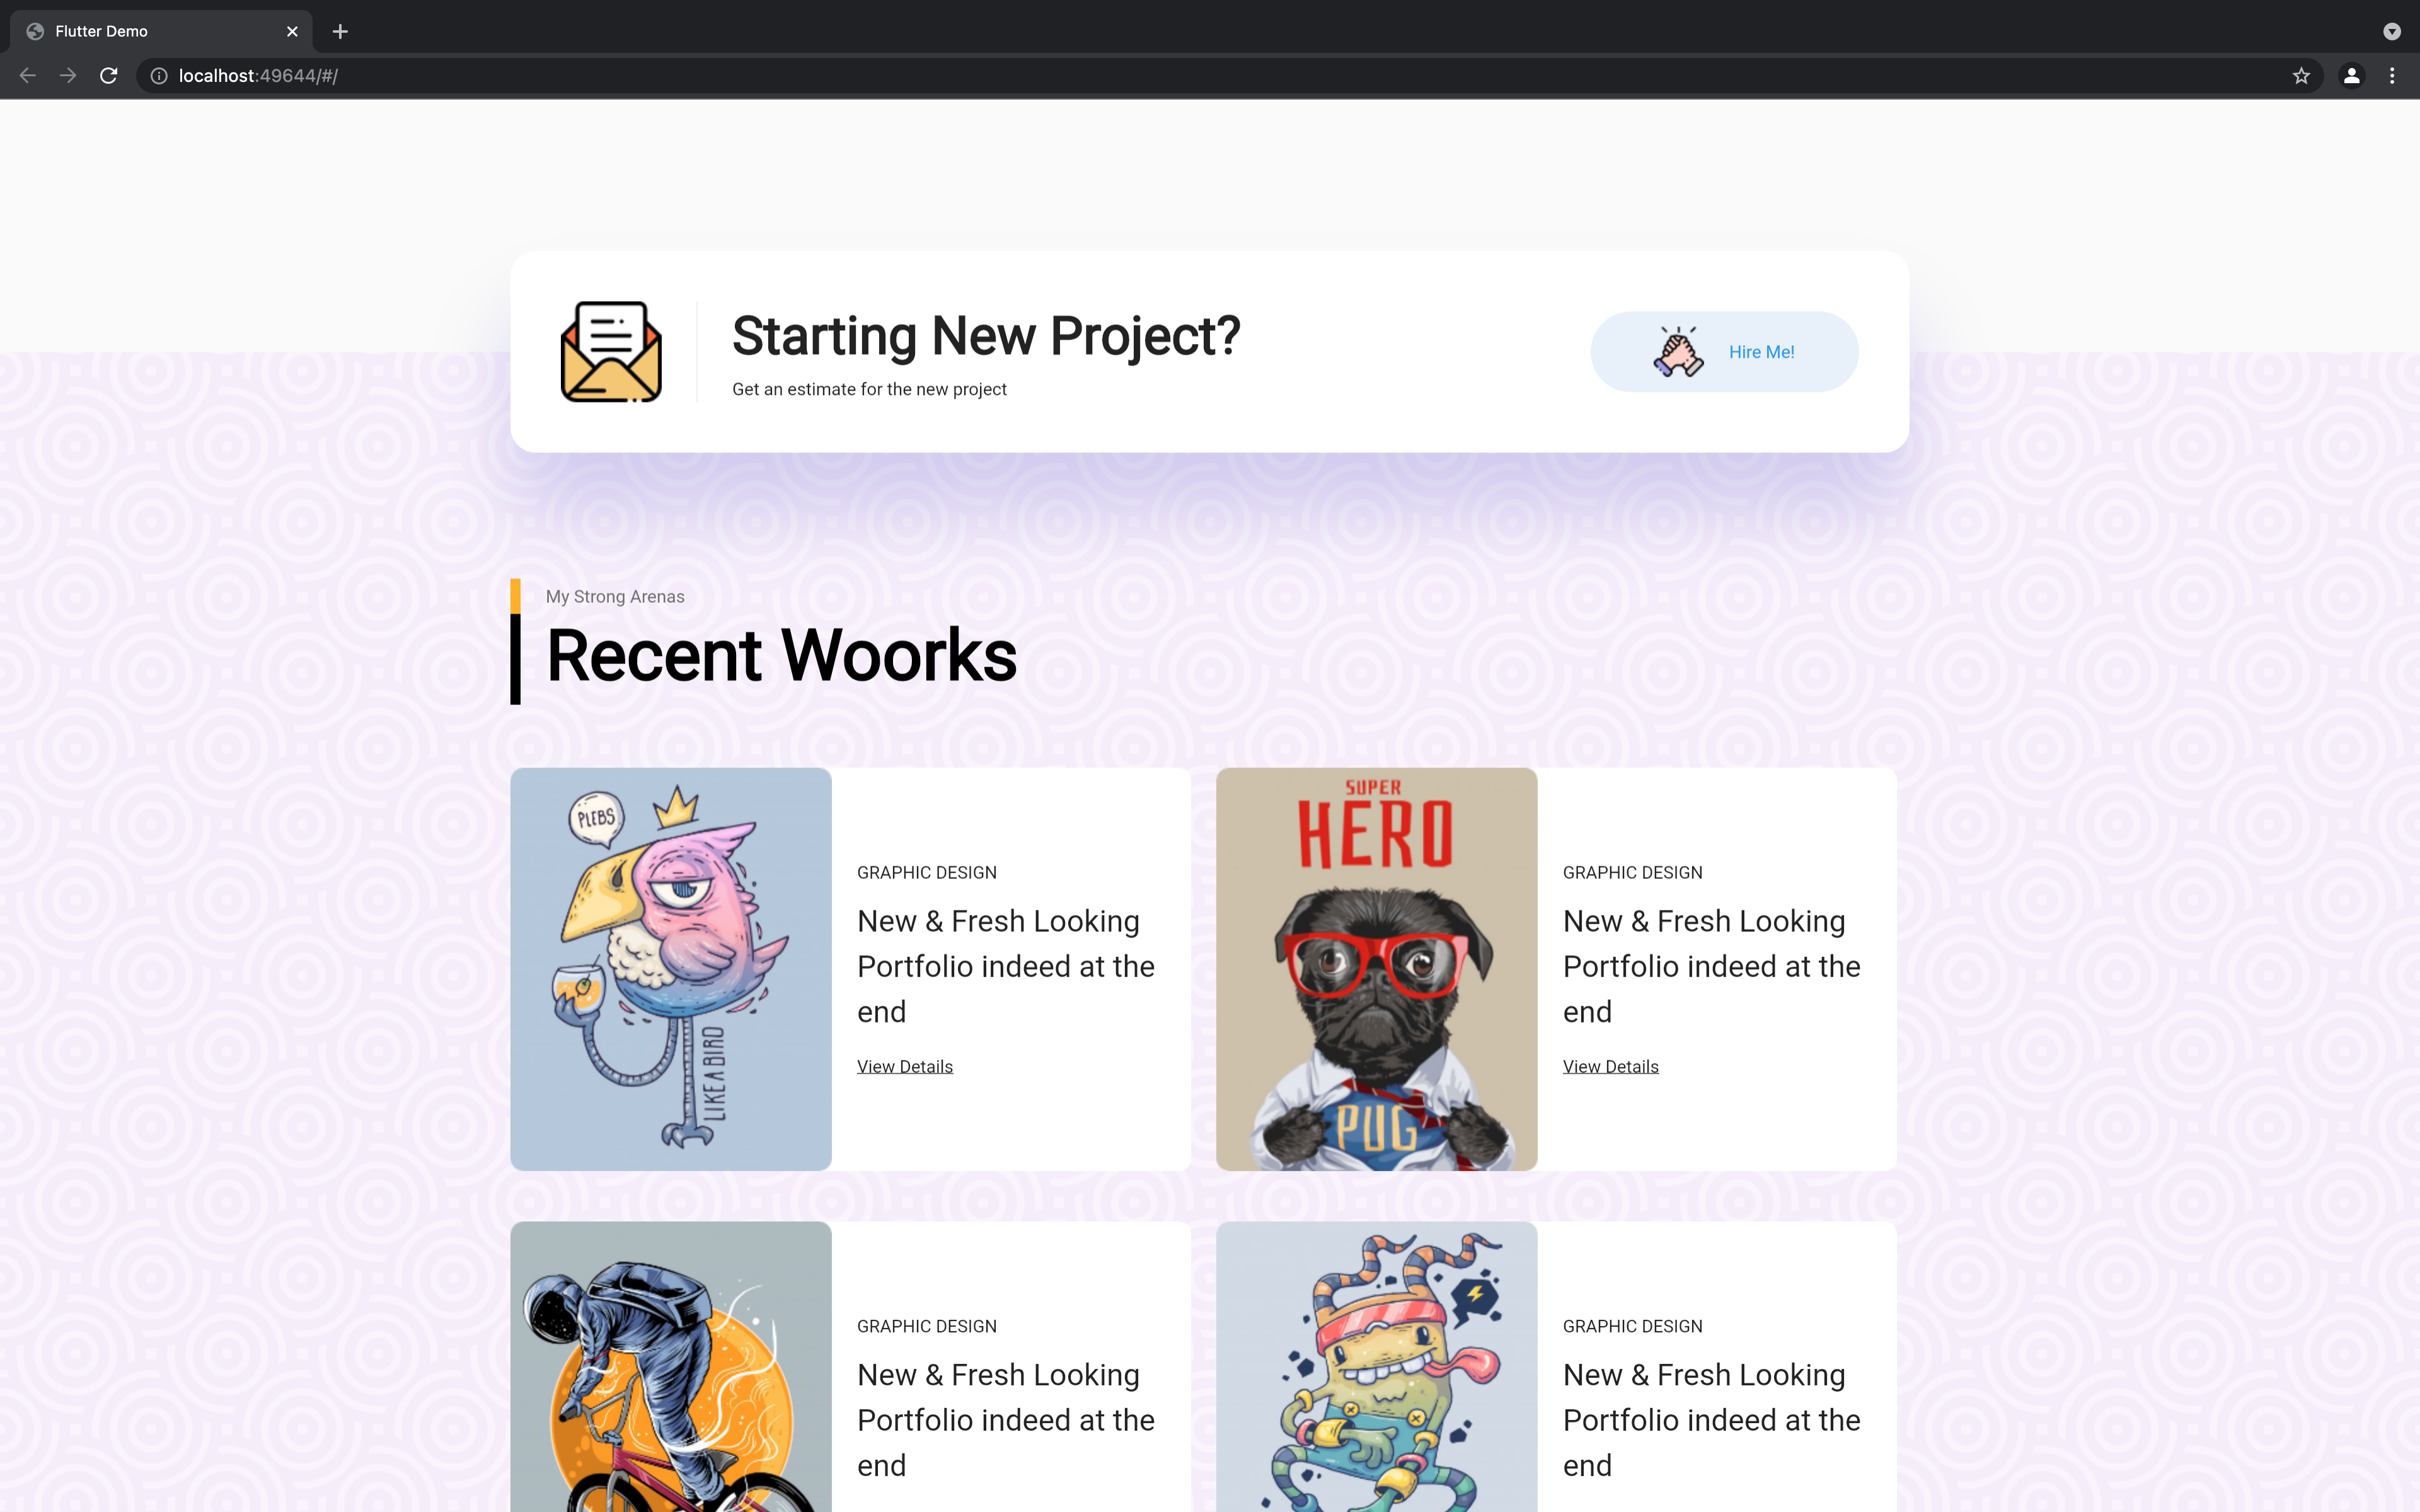 Flutter Demo
localhost:49644/#/
Starting New Project?
Get an estimate for the new project
Hire Me!
My Strong Arenas
Recent Woorks
PLEBS
LIKE A BIRD
GRAPHIC DESIGN
New & Fresh Looking
Portfolio indeed at the
end
View Details
SUPER
HERO
PUG
GRAPHIC DESIGN
New & Fresh Looking
Portfolio indeed at the
end
View Details
GRAPHIC DESIGN
New & Fresh Looking
Portfolio indeed at the
end
GRAPHIC DESIGN
New & Fresh Looking
Portfolio indeed at the
end